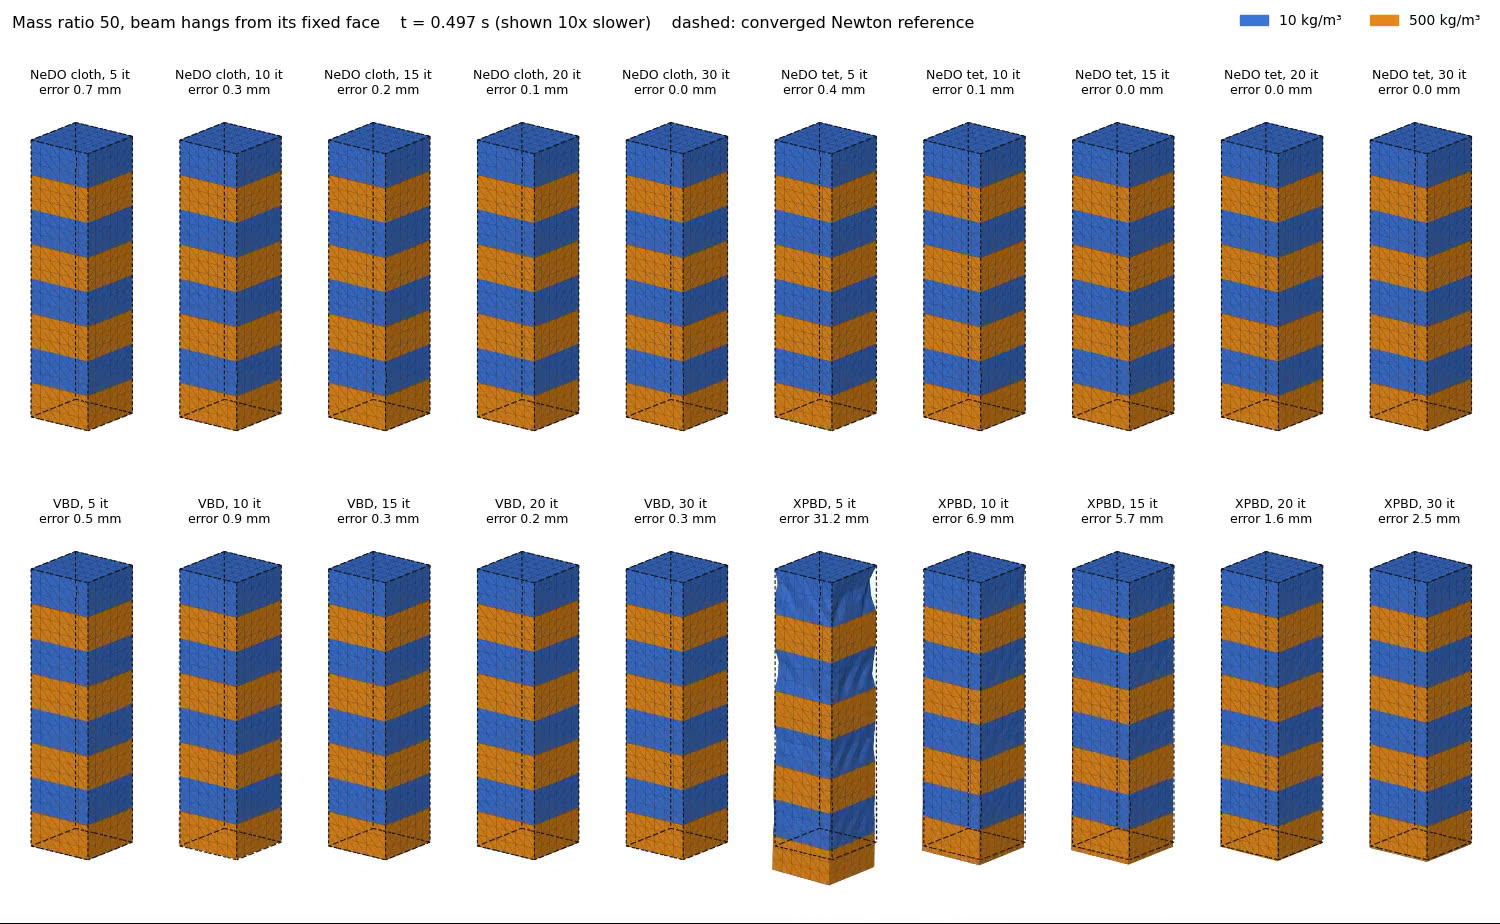 Mass ratio 50, beam hangs from its fixed face    t = 0.497 s (shown 10x slower)    dashed: converged Newton reference
10 kg/m³
500 kg/m³
NeDO cloth, 5 it
error 0.7 mm
NeDO cloth, 10 it
error 0.3 mm
NeDO cloth, 15 it
error 0.2 mm
NeDO cloth, 20 it
error 0.1 mm
NeDO cloth, 30 it
error 0.0 mm
NeDO tet, 5 it
error 0.4 mm
NeDO tet, 10 it
error 0.1 mm
NeDO tet, 15 it
error 0.0 mm
NeDO tet, 20 it
error 0.0 mm
NeDO tet, 30 it
error 0.0 mm
VBD, 5 it
error 0.5 mm
VBD, 10 it
error 0.9 mm
VBD, 15 it
error 0.3 mm
VBD, 20 it
error 0.2 mm
VBD, 30 it
error 0.3 mm
XPBD, 5 it
error 31.2 mm
XPBD, 10 it
error 6.9 mm
XPBD, 15 it
error 5.7 mm
XPBD, 20 it
error 1.6 mm
XPBD, 30 it
error 2.5 mm